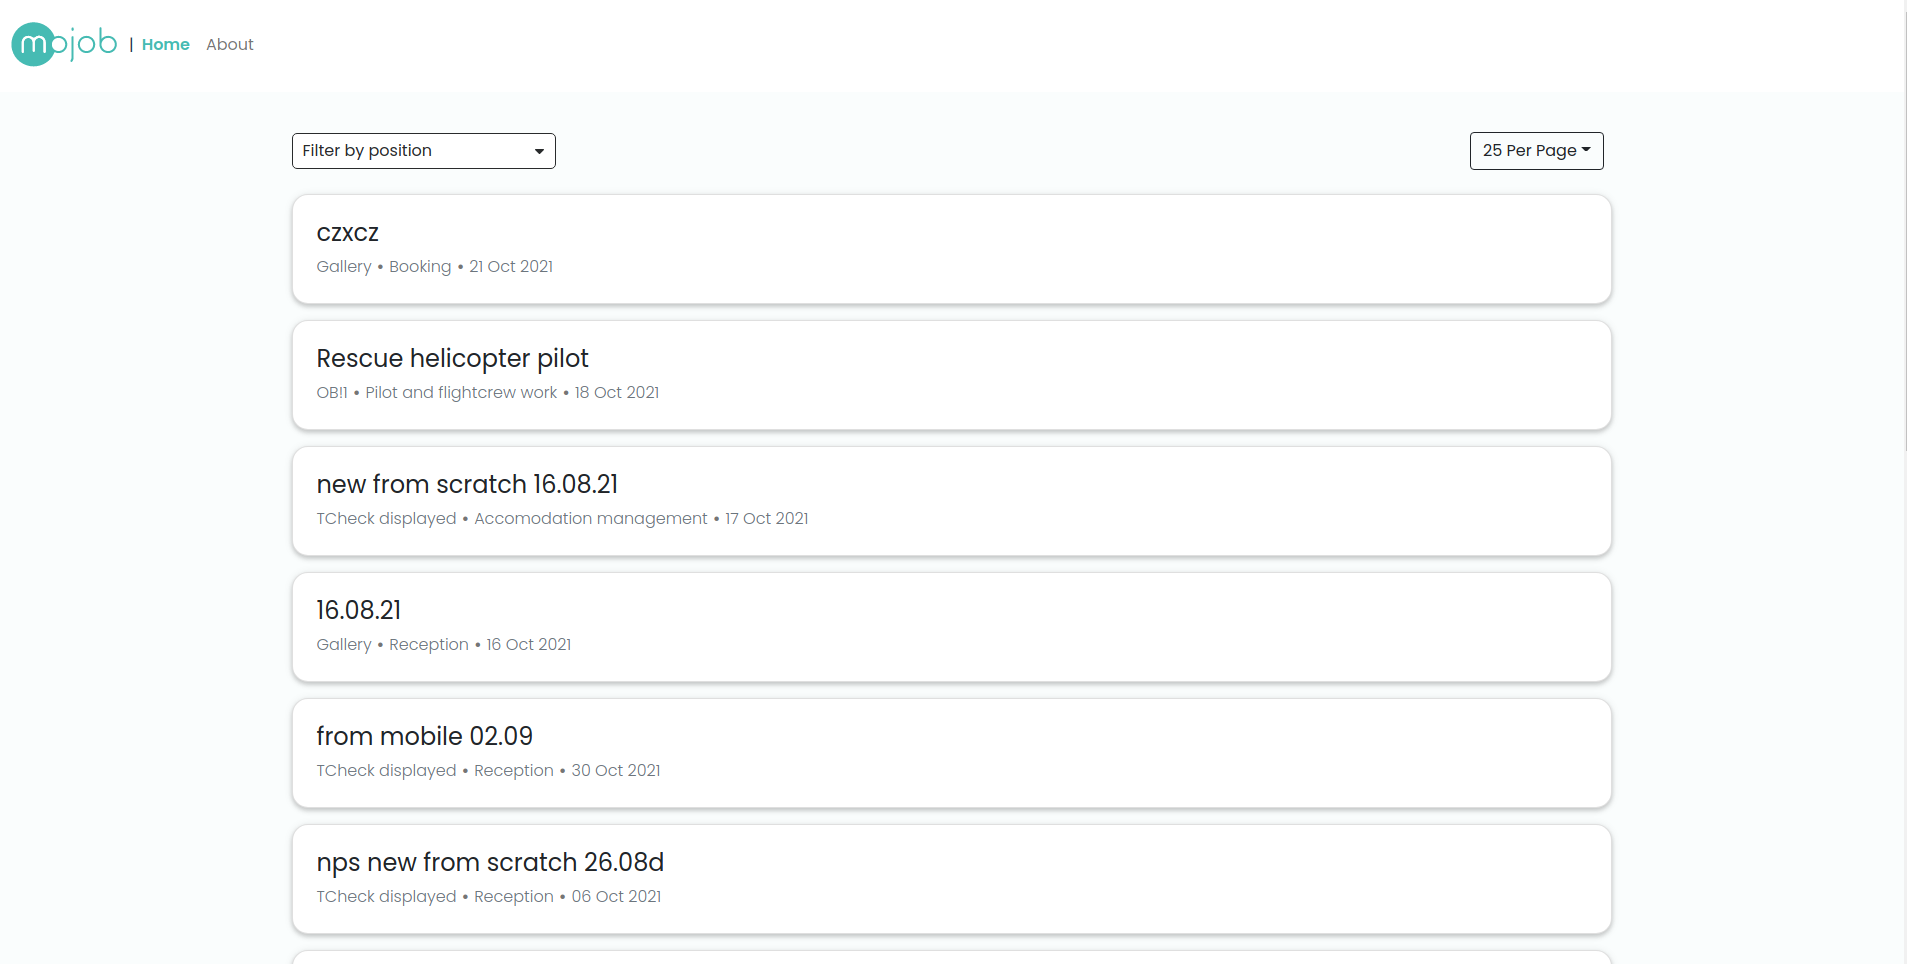 mojob | Home About
Filter by position
25 Per Page
czxcz
Gallery • Booking • 21 Oct 2021
Rescue helicopter pilot
OB!1 • Pilot and flightcrew work • 18 Oct 2021
new from scratch 16.08.21
TCheck displayed • Accomodation management • 17 Oct 2021
16.08.21
Gallery • Reception • 16 Oct 2021
from mobile 02.09
TCheck displayed • Reception • 30 Oct 2021
nps new from scratch 26.08d
TCheck displayed • Reception • 06 Oct 2021